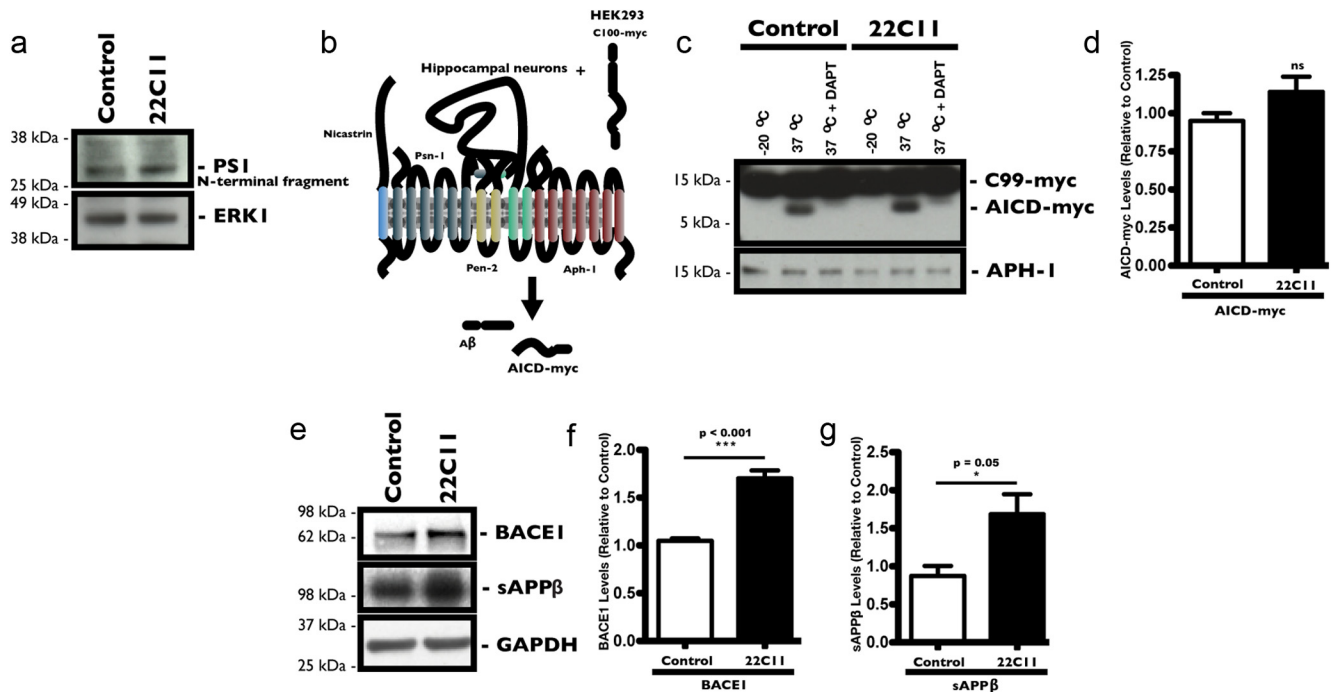 a
Control
22C11
38 kDa -
25 kDa -
49 kDa -
38 kDa -
- PS1
N-terminal fragment
- ERK1
b
HEK293
C100-myc
Hippocampal neurons +
Nicastrin
Psn-1
Pen-2
Aph-1
Aβ
AICD-myc
c
Control
22C11
-20 ºC
37 ºC
37 ºC + DAPT
-20 ºC
37 ºC
37 ºC + DAPT
15 kDa -
5 kDa -
15 kDa -
- C99-myc
- AICD-myc
- APH-1
d
AICD-myc Levels (Relative to Control)
1.25
1.00
0.75
0.50
0.25
0.00
ns
Control
22C11
AICD-myc
e
Control
22C11
98 kDa -
62 kDa -
98 kDa -
37 kDa -
25 kDa -
- BACE1
- sAPPβ
- GAPDH
f
BACE1 Levels (Relative to Control)
2.0
1.5
1.0
0.5
0.0
p < 0.001
***
Control
22C11
BACE1
g
sAPPβ Levels (Relative to Control)
2.5
2.0
1.5
1.0
0.5
0.0
p = 0.05
*
Control
22C11
sAPPβ